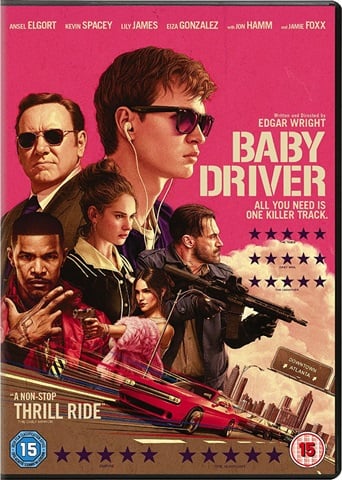 ANSEL ELGORT KEVIN SPACEY LILY JAMES EIZA GONZALEZ WITH JON HAMM AND JAMIE FOXX
Written and Directed by
EDGAR WRIGHT
BABY
DRIVER
ALL YOU NEED IS
ONE KILLER TRACK.
DOWNTOWN
ATLANTA
"A NON-STOP
THRILL RIDE"
15
15